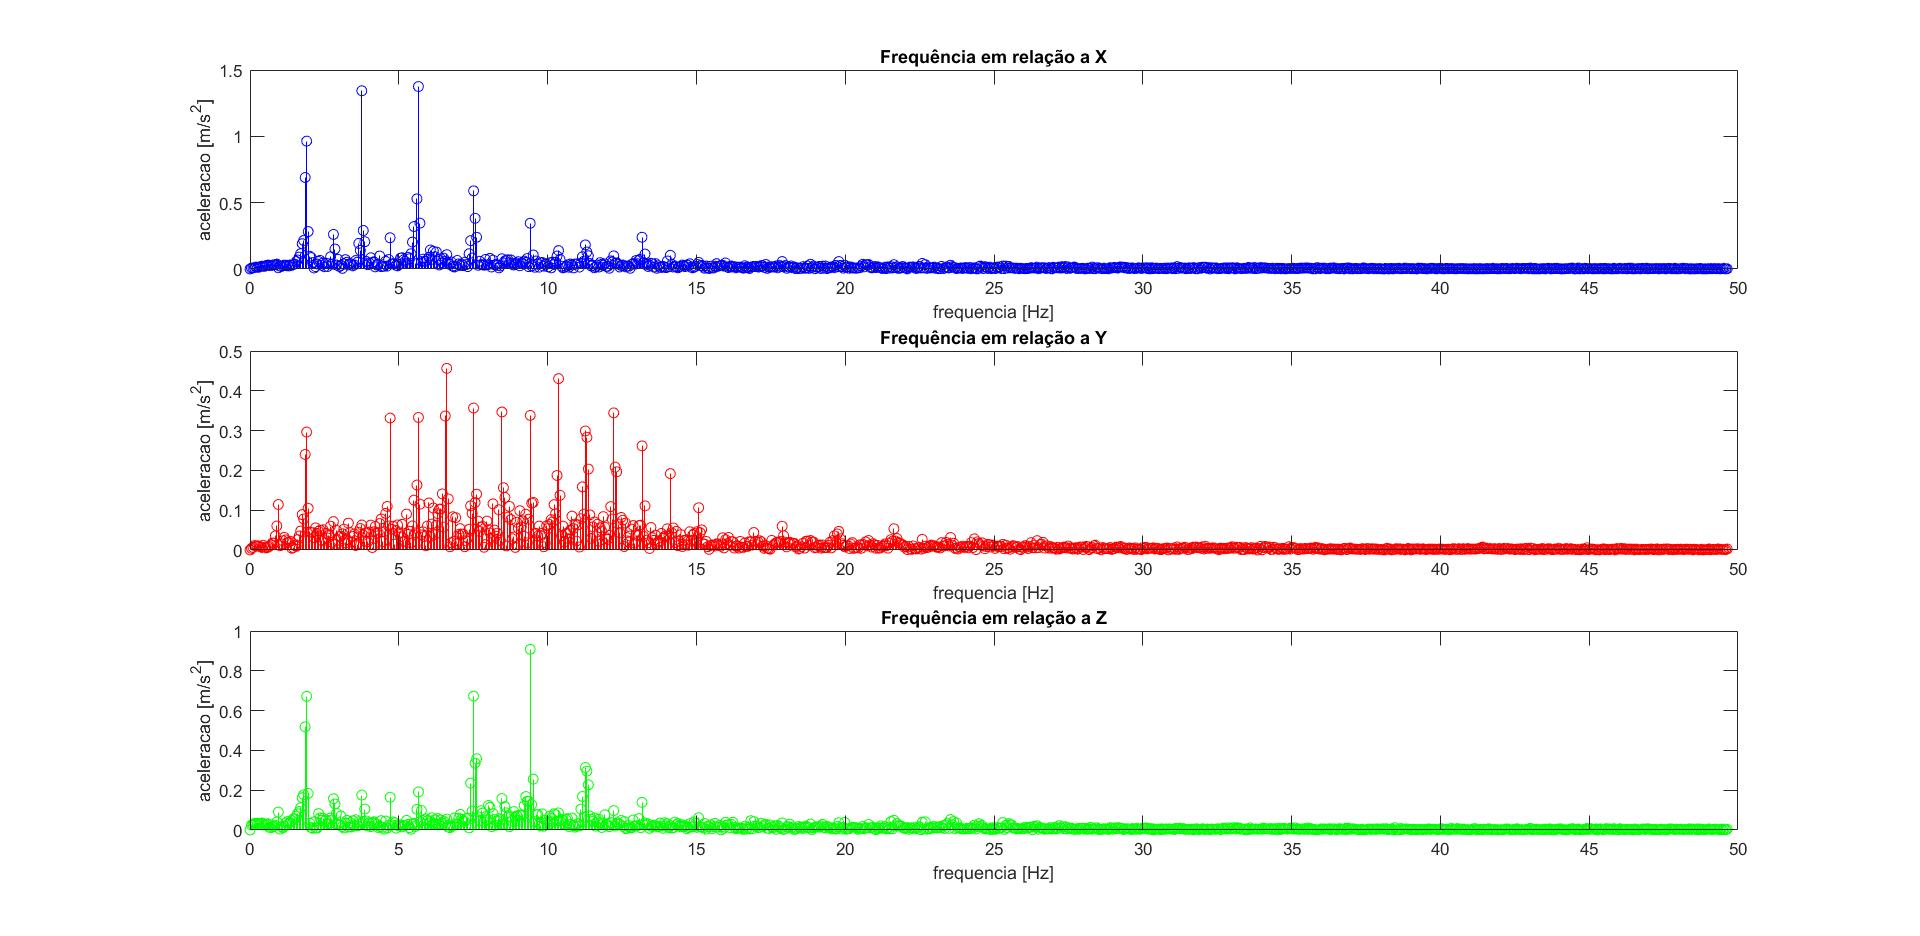 Frequência em relação a X
1.5
1
0.5
0
aceleracao [m/s²]
0 5 10 15 20 25 30 35 40 45 50
frequencia [Hz]
Frequência em relação a Y
0.5
0.4
0.3
0.2
0.1
0
aceleracao [m/s²]
0 5 10 15 20 25 30 35 40 45 50
frequencia [Hz]
Frequência em relação a Z
1
0.8
0.6
0.4
0.2
0
aceleracao [m/s²]
0 5 10 15 20 25 30 35 40 45 50
frequencia [Hz]